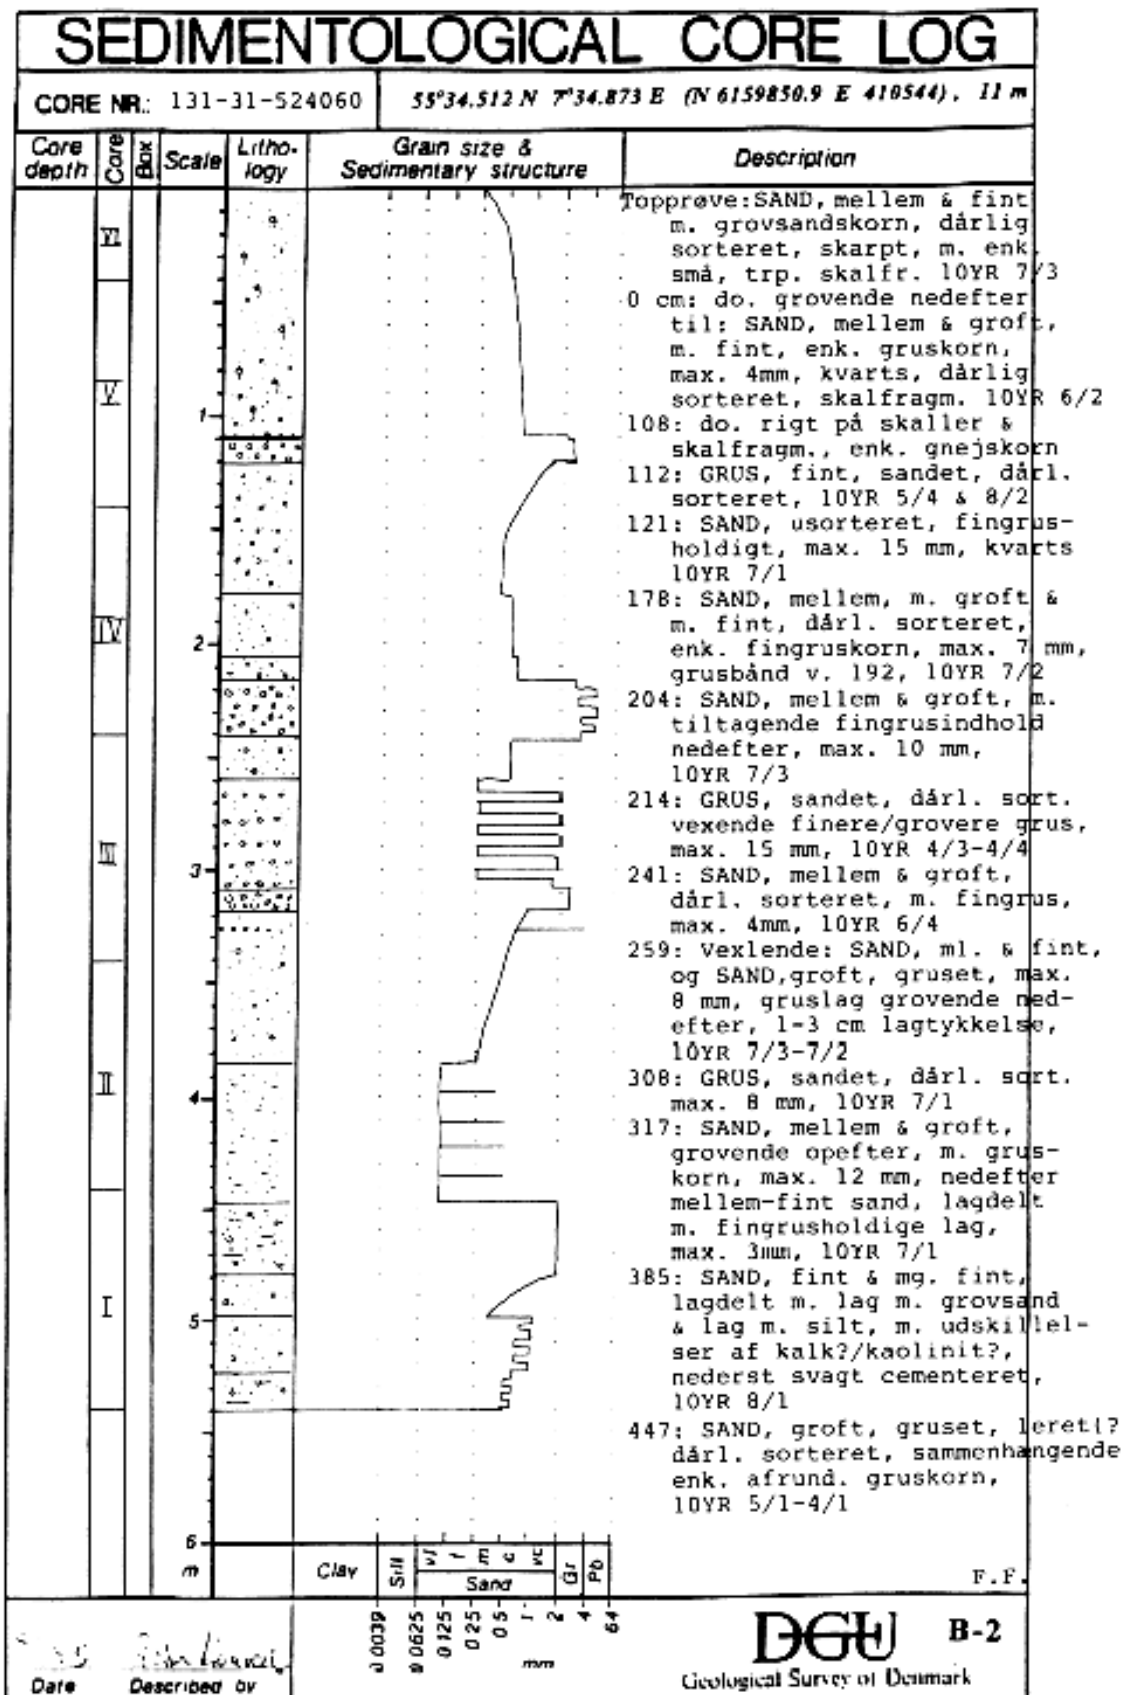 SEDIMENTOLOGICAL CORE LOG
CORE NR.: 131-31-524060
55°34.512 N 7°34.873 E (N 6159850.9 E 410544), 11 m
Core depth
Core
Box
Scale
Litho-logy
Grain size & Sedimentary structure
Description
Topprøve:SAND, mellem & fint
m. grovsandskorn, dårlig
sorteret, skarpt, m. enk.
små, trp. skalfr. 10YR 7/3
0 cm: do. grovende nedefter
til: SAND, mellem & groft,
m. fint, enk. gruskorn,
max. 4mm, kvarts, dårlig
sorteret, skalfragm. 10YR 6/2
108: do. rigt på skaller &
skalfragm., enk. gnejskorn
112: GRUS, fint, sandet, dårl.
sorteret, 10YR 5/4 & 8/2
121: SAND, usorteret, fingrus-
holdigt, max. 15 mm, kvarts
10YR 7/1
178: SAND, mellem, m. groft &
m. fint, dårl. sorteret,
enk. fingruskorn, max. 7 mm,
grusbånd v. 192, 10YR 7/2
204: SAND, mellem & groft, m.
tiltagende fingrusindhold
nedefter, max. 10 mm,
10YR 7/3
214: GRUS, sandet, dårl. sort.
vexende finere/grovere grus,
max. 15 mm, 10YR 4/3-4/4
241: SAND, mellem & groft,
dårl. sorteret, m. fingrus,
max. 4mm, 10YR 6/4
259: Vexlende: SAND, ml. & fint,
og SAND,groft, gruset, max.
8 mm, gruslag grovende ned-
efter, 1-3 cm lagtykkelse,
10YR 7/3-7/2
308: GRUS, sandet, dårl. sort.
max. 8 mm, 10YR 7/1
317: SAND, mellem & groft,
grovende opefter, m. grus-
korn, max. 12 mm, nedefter
mellem-fint sand, lagdelt
m. fingrusholdige lag,
max. 3mm, 10YR 7/1
385: SAND, fint & mg. fint,
lagdelt m. lag m. grovsand
& lag m. silt, m. udskillel-
ser af kalk?/kaolinit?,
nederst svagt cementeret,
10YR 8/1
447: SAND, groft, gruset, leret(?
dårl. sorteret, sammenhængende
enk. afrund. gruskorn,
10YR 5/1-4/1
F.F.
VI
V
IV
III
II
I
1
2
3
4
5
6
m
Clay
Silt
vf f m c vc
Sand
Gr
Pb
0.0039 0.0625 0.125 0.25 0.5 1 2 4 64
mm
Date
Described by
DGU B-2
Geological Survey of Denmark